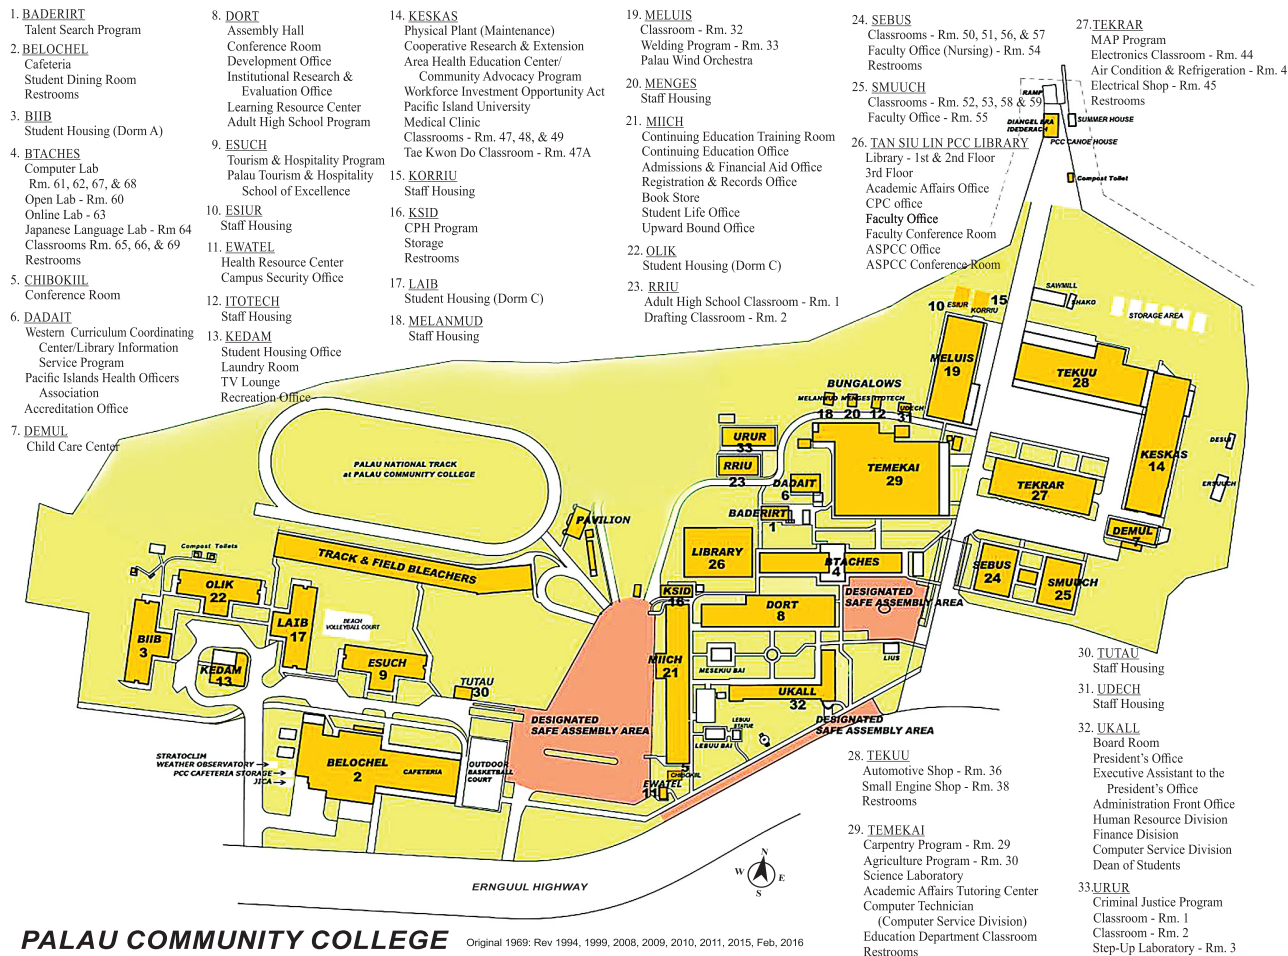 1. BADERIRT
Talent Search Program
2. BELOCHEL
Cafeteria
Student Dining Room
Restrooms
3. BIIB
Student Housing (Dorm A)
4. BTACHES
Computer Lab
Rm. 61, 62, 67, & 68
Open Lab - Rm. 60
Online Lab - 63
Japanese Language Lab - Rm 64
Classrooms Rm. 65, 66, & 69
Restrooms
5. CHIBOKIIL
Conference Room
6. DADAIT
Western Curriculum Coordinating
Center/Library Information
Service Program
Pacific Islands Health Officers
Association
Accreditation Office
7. DEMUL
Child Care Center
8. DORT
Assembly Hall
Conference Room
Development Office
Institutional Research &
Evaluation Office
Learning Resource Center
Adult High School Program
9. ESUCH
Tourism & Hospitality Program
Palau Tourism & Hospitality
School of Excellence
10. ESIUR
Staff Housing
11. EWATEL
Health Resource Center
Campus Security Office
12. ITOTECH
Staff Housing
13. KEDAM
Student Housing Office
Laundry Room
TV Lounge
Recreation Office
14. KESKAS
Physical Plant (Maintenance)
Cooperative Research & Extension
Area Health Education Center/
Community Advocacy Program
Workforce Investment Opportunity Act
Pacific Island University
Medical Clinic
Classrooms - Rm. 47, 48, & 49
Tae Kwon Do Classroom - Rm. 47A
15. KORRIU
Staff Housing
16. KSID
CPH Program
Storage
Restrooms
17. LAIB
Student Housing (Dorm C)
18. MELANMUD
Staff Housing
19. MELUIS
Classroom - Rm. 32
Welding Program - Rm. 33
Palau Wind Orchestra
20. MENGES
Staff Housing
21. MIICH
Continuing Education Training Room
Continuing Education Office
Admissions & Financial Aid Office
Registration & Records Office
Book Store
Student Life Office
Upward Bound Office
22. OLIK
Student Housing (Dorm C)
23. RRIU
Adult High School Classroom - Rm. 1
Drafting Classroom - Rm. 2
24. SEBUS
Classrooms - Rm. 50, 51, 56, & 57
Faculty Office (Nursing) - Rm. 54
Restrooms
25. SMUUCH
Classrooms - Rm. 52, 53, 58 & 59
Faculty Office - Rm. 55
26. TAN SIU LIN PCC LIBRARY
Library - 1st & 2nd Floor
3rd Floor
Academic Affairs Office
CPC office
Faculty Office
Faculty Conference Room
ASPCC Office
ASPCC Conference Room
27.TEKRAR
MAP Program
Electronics Classroom - Rm. 44
Air Condition & Refrigeration - Rm. 4
Electrical Shop - Rm. 45
Restrooms
RAMP
SUMMER HOUSE
DIANGEL BRA
IDEDERACH
PCC CANOE HOUSE
Compost Toilet
SAWMILL
SHAKO
STORAGE AREA
10 ESIUR
KORRIU 15
MELUIS
19
TEKUU
28
BUNGALOWS
MELANMUD MENGES ITOTECH
UDECH
18 20 12 31
URUR
33
RRIU
23
TEMEKAI
29
DADAIT
6
BADERIRT
1
TEKRAR
27
KESKAS
14
DESUI
ERSUUCH
DEMUL
7
PALAU NATIONAL TRACK
at PALAU COMMUNITY COLLEGE
PAVILION
TRACK & FIELD BLEACHERS
LIBRARY
26
BTACHES
4
SEBUS
24
SMUUCH
25
Compost Toilets
OLIK
22
KSID
16
DORT
8
DESIGNATED
SAFE ASSEMBLY AREA
BIIB
3
LAIB
17
BEACH
VOLLEYBALL COURT
KEDAM
13
ESUCH
9
TUTAU
30
MIICH
21
MESEKIU BAI
LIUS
UKALL
32
DESIGNATED
SAFE ASSEMBLY AREA
LEBUU
STATUE
LEBUU BAI
DESIGNATED
SAFE ASSEMBLY AREA
STRATOCLIM
WEATHER OBSERVATORY
PCC CAFETERIA STORAGE
JICA
BELOCHEL
2
CAFETERIA
OUTDOOR
BASKETBALL
COURT
5
EWATEL
11
ERNGUUL HIGHWAY
N
W E
S
28. TEKUU
Automotive Shop - Rm. 36
Small Engine Shop - Rm. 38
Restrooms
29. TEMEKAI
Carpentry Program - Rm. 29
Agriculture Program - Rm. 30
Science Laboratory
Academic Affairs Tutoring Center
Computer Technician
(Computer Service Division)
Education Department Classroom
Restrooms
30. TUTAU
Staff Housing
31. UDECH
Staff Housing
32. UKALL
Board Room
President's Office
Executive Assistant to the
President's Office
Administration Front Office
Human Resource Division
Finance Disision
Computer Service Division
Dean of Students
33.URUR
Criminal Justice Program
Classroom - Rm. 1
Classroom - Rm. 2
Step-Up Laboratory - Rm. 3
PALAU COMMUNITY COLLEGE
Original 1969: Rev 1994, 1999, 2008, 2009, 2010, 2011, 2015, Feb, 2016